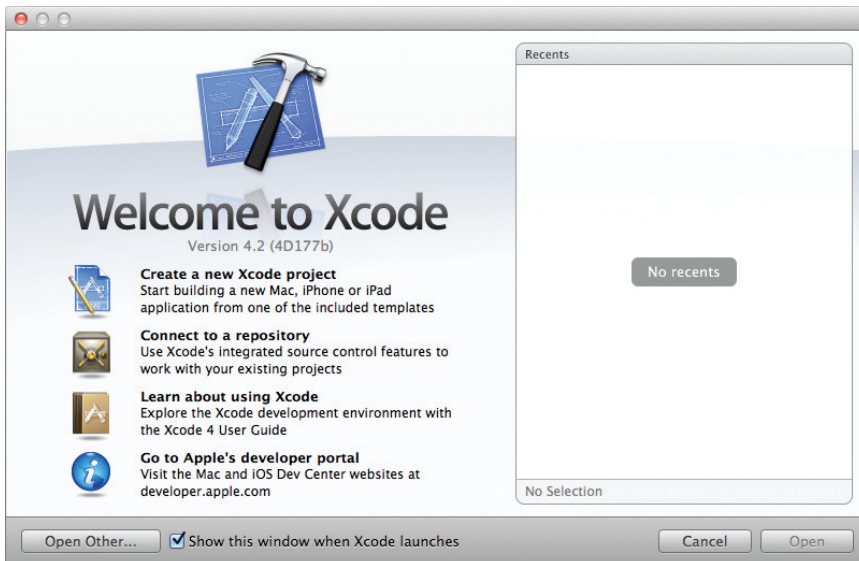 Recents
Welcome to Xcode
Version 4.2 (4D177b)
Create a new Xcode project
Start building a new Mac, iPhone or iPad
application from one of the included templates
Connect to a repository
Use Xcode's integrated source control features to
work with your existing projects
Learn about using Xcode
Explore the Xcode development environment with
the Xcode 4 User Guide
Go to Apple's developer portal
Visit the Mac and iOS Dev Center websites at
developer.apple.com
No recents
No Selection
Open Other...
Show this window when Xcode launches
Cancel
Open